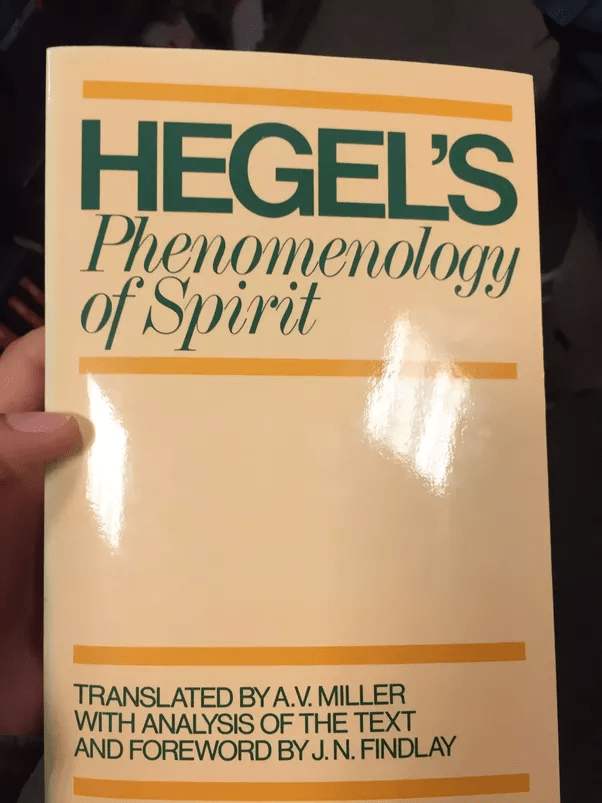 HEGEL'S
Phenomenology
of Spirit
TRANSLATED BY A.V. MILLER
WITH ANALYSIS OF THE TEXT
AND FOREWORD BY J. N. FINDLAY